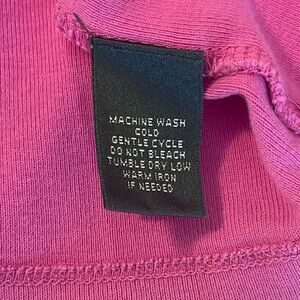 MACHINE WASH
COLD
GENTLE CYCLE
DO NOT BLEACH
TUMBLE DRY LOW
WARM IRON
IF NEEDED